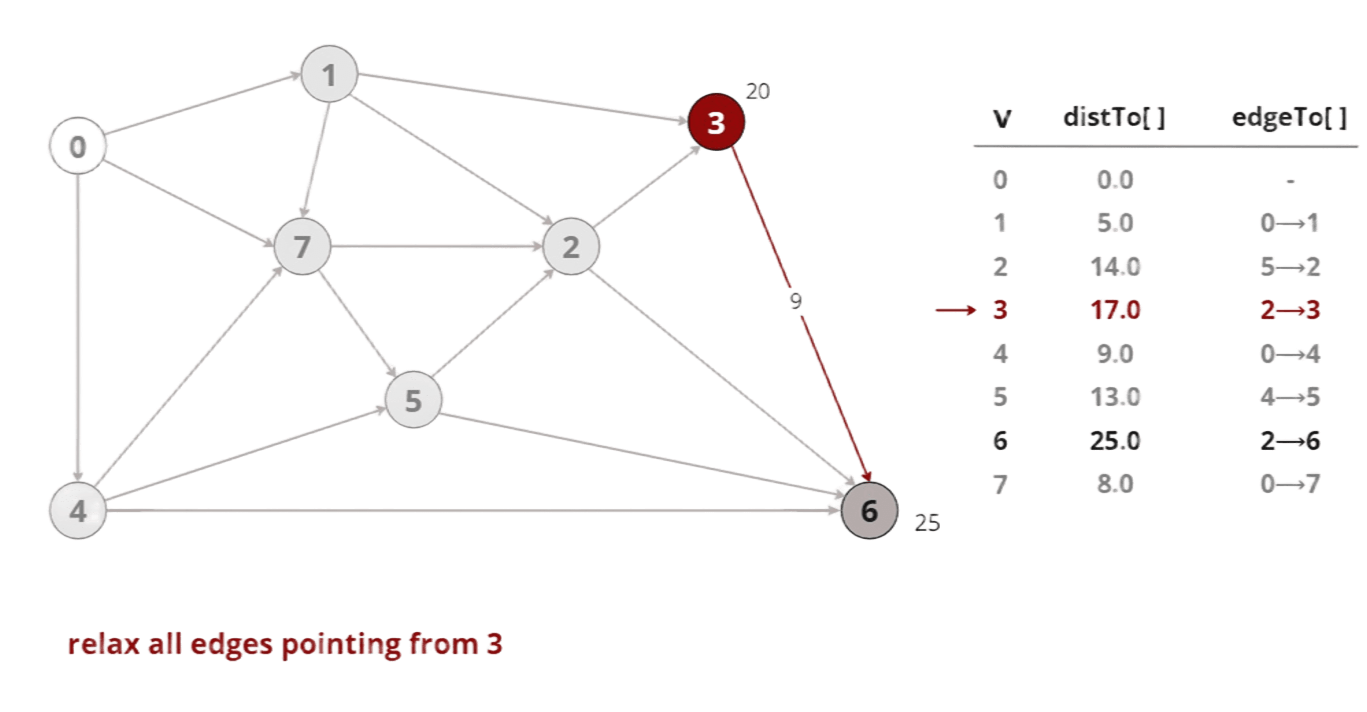 1
20
3
0
7
2
9
5
4
6
25
v distTo[ ] edgeTo[ ]
0 0.0 -
1 5.0 0→1
2 14.0 5→2
→ 3 17.0 2→3
4 9.0 0→4
5 13.0 4→5
6 25.0 2→6
7 8.0 0→7
relax all edges pointing from 3